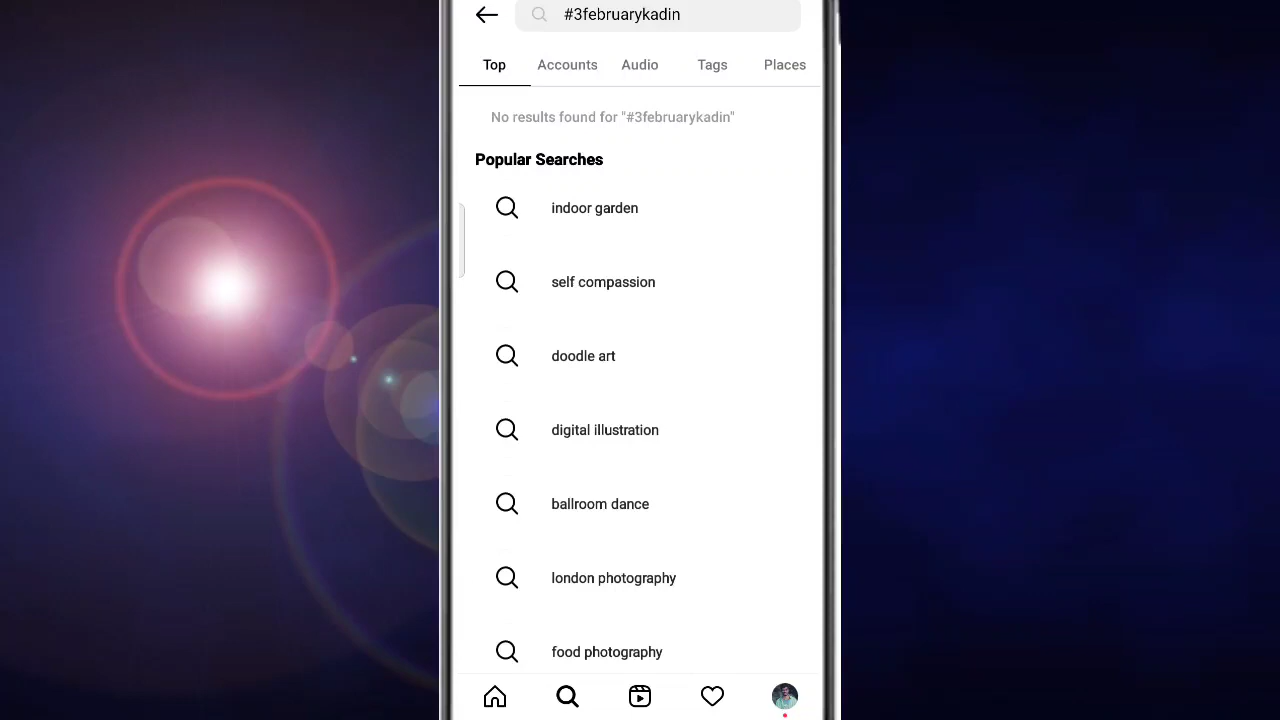 #3februarykadin
Top Accounts Audio Tags Places
No results found for "#3februarykadin"
Popular Searches
indoor garden
self compassion
doodle art
digital illustration
ballroom dance
london photography
food photography